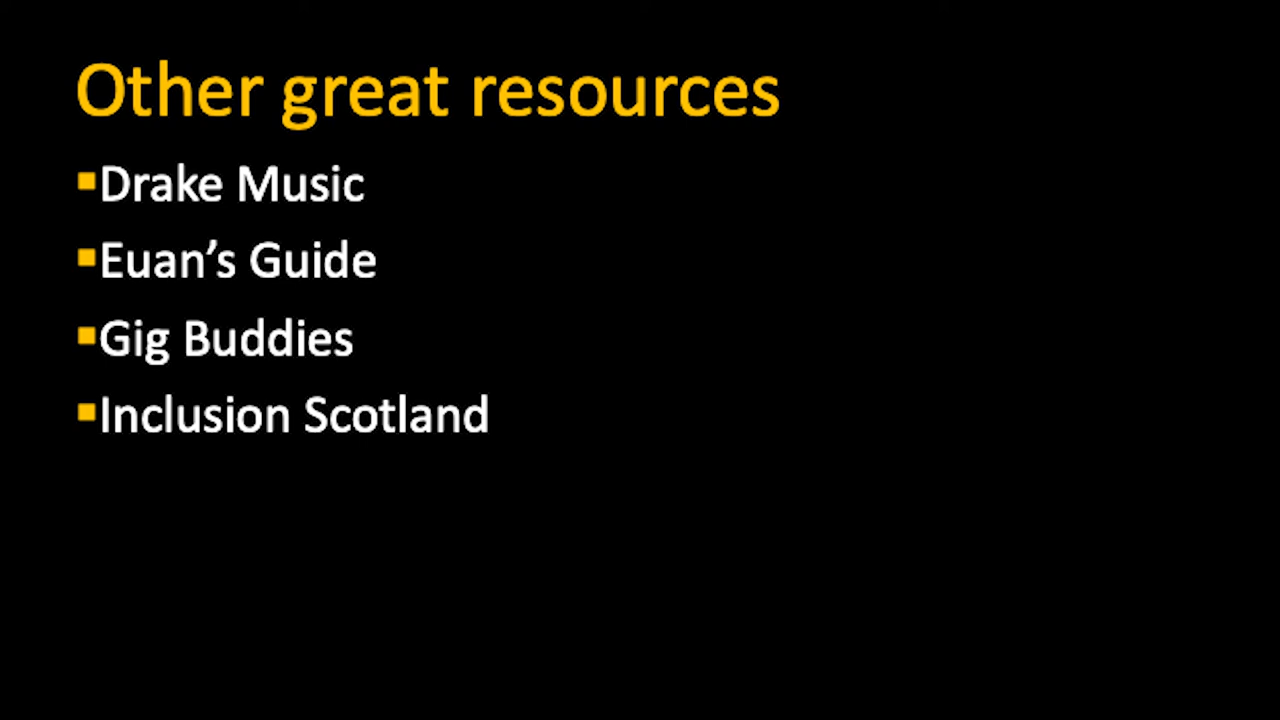 Other great resources
▪Drake Music
▪Euan’s Guide
▪Gig Buddies
▪Inclusion Scotland